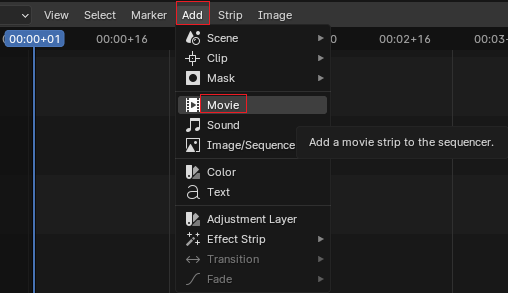 View Select Marker Add Strip Image
00:00+01 00:00+16 0 00:02+16 00:03-
Scene
Clip
Mask
Movie
Sound
Image/Sequence
Add a movie strip to the sequencer.
Color
Text
Adjustment Layer
Effect Strip
Transition
Fade